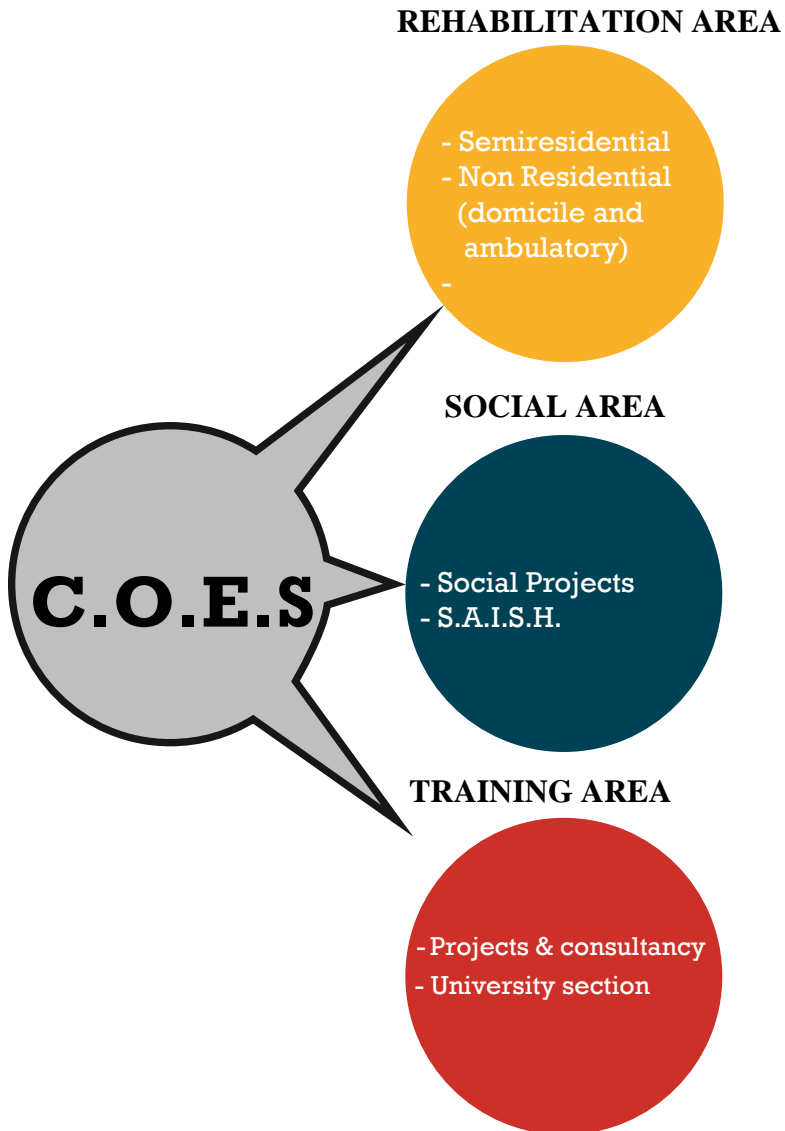 REHABILITATION AREA
- Semiresidential
- Non Residential
(domicile and
ambulatory)
-
SOCIAL AREA
C.O.E.S
- Social Projects
- S.A.I.S.H.
TRAINING AREA
- Projects & consultancy
- University section